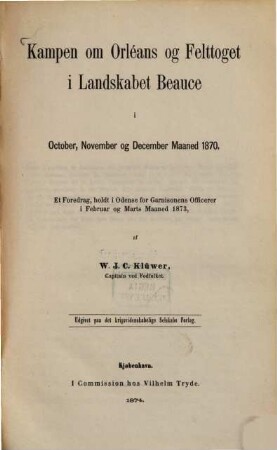 Kampen om Orléans og Felttoget
i Landskabet Beauce
i
October, November og December Maaned 1870.
Et Foredrag, holdt i Odense for Garnisonens Officerer
i Februar og Marts Maaned 1873,
af
W. J. C. Klüwer,
Captain ved Fodfolket.
Udgivet paa det krigsvidenskabelige Selskabs Forlag.
Kjøbenhavn.
I Commission hos Vilhelm Tryde.
1874.